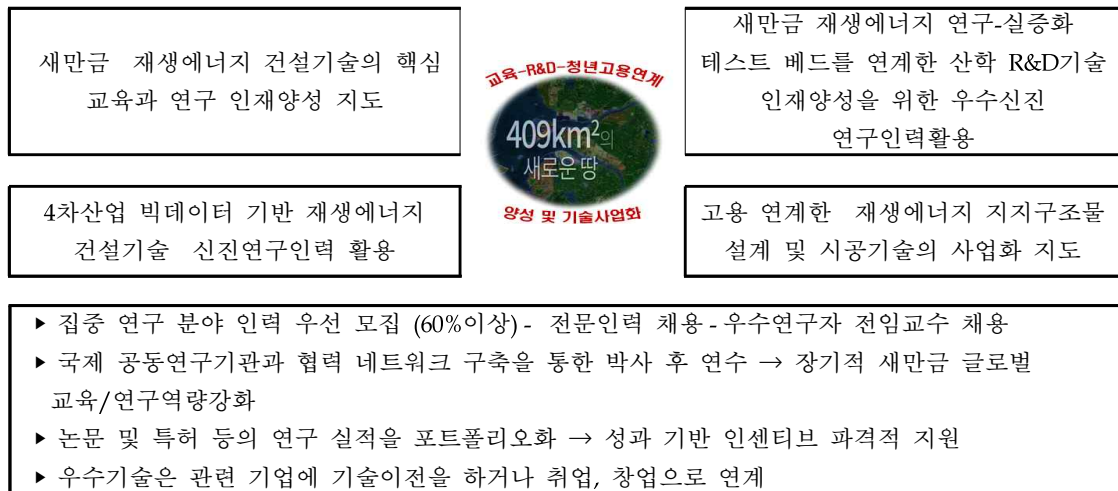 새만금 재생에너지 건설기술의 핵심
교육과 연구 인재양성 지도
교육-R&D-청년고용연계
409km²의
새로운 땅
양성 및 기술사업화
새만금 재생에너지 연구-실증화
테스트 베드를 연계한 산학 R&D기술
인재양성을 위한 우수신진
연구인력활용
4차산업 빅데이터 기반 재생에너지
건설기술 신진연구인력 활용
고용 연계한 재생에너지 지지구조물
설계 및 시공기술의 사업화 지도
▸ 집중 연구 분야 인력 우선 모집 (60%이상) - 전문인력 채용 - 우수연구자 전임교수 채용
▸ 국제 공동연구기관과 협력 네트워크 구축을 통한 박사 후 연수 → 장기적 새만금 글로벌
교육/연구역량강화
▸ 논문 및 특허 등의 연구 실적을 포트폴리오화 → 성과 기반 인센티브 파격적 지원
▸ 우수기술은 관련 기업에 기술이전을 하거나 취업, 창업으로 연계